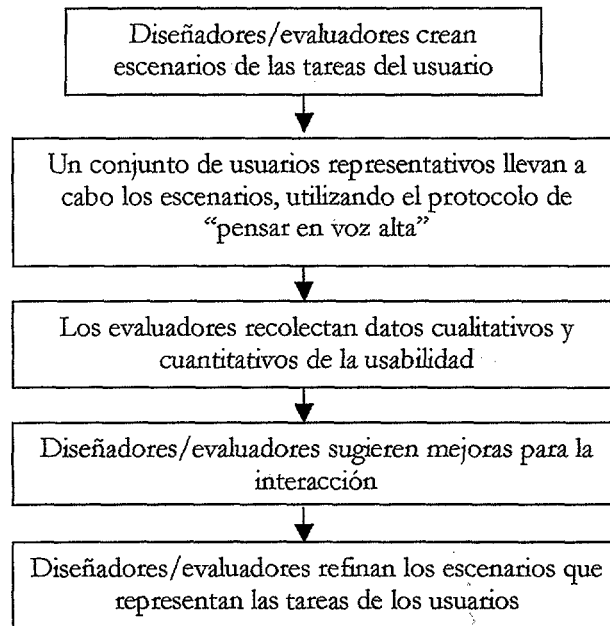 Diseñadores/evaluadores crean
escenarios de las tareas del usuario
Un conjunto de usuarios representativos llevan a
cabo los escenarios, utilizando el protocolo de
“pensar en voz alta”
Los evaluadores recolectan datos cualitativos y
cuantitativos de la usabilidad
Diseñadores/evaluadores sugieren mejoras para la
interacción
Diseñadores/evaluadores refinan los escenarios que
representan las tareas de los usuarios